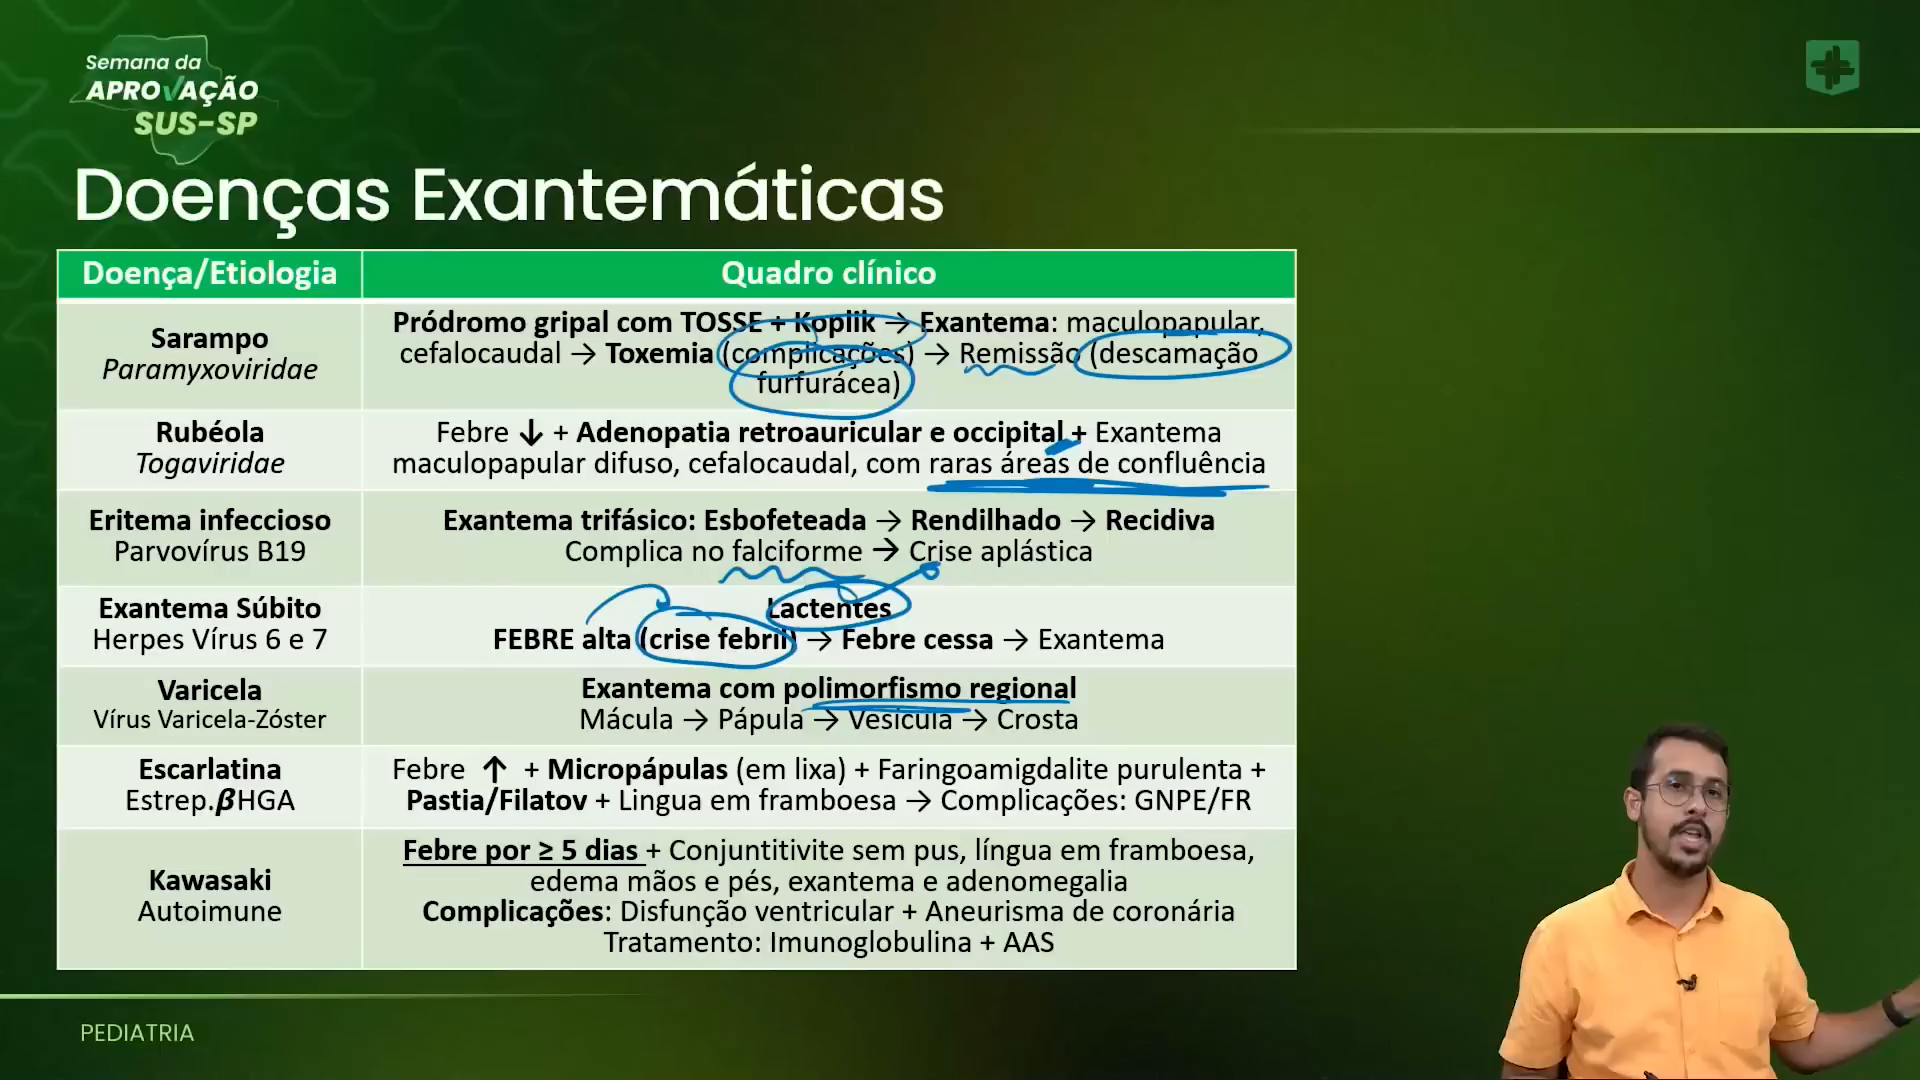 Semana da
APROVAÇÃO
SUS-SP
Doenças Exantemáticas
Doença/Etiologia
Quadro clínico
Sarampo
Paramyxoviridae
Pródromo gripal com TOSSE + Koplik → Exantema: maculopapular,
cefalocaudal → Toxemia (complicações) → Remissão (descamação
furfurácea)
Rubéola
Togaviridae
Febre ↓ + Adenopatia retroauricular e occipital + Exantema
maculopapular difuso, cefalocaudal, com raras áreas de confluência
Eritema infeccioso
Parvovírus B19
Exantema trifásico: Esbofeteada → Rendilhado → Recidiva
Complica no falciforme → Crise aplástica
Exantema Súbito
Herpes Vírus 6 e 7
Lactentes
FEBRE alta (crise febril) → Febre cessa → Exantema
Varicela
Vírus Varicela-Zóster
Exantema com polimorfismo regional
Mácula → Pápula → Vesícula → Crosta
Escarlatina
Estrep.βHGA
Febre ↑ + Micropápulas (em lixa) + Faringoamigdalite purulenta +
Pastia/Filatov + Lingua em framboesa → Complicações: GNPE/FR
Kawasaki
Autoimune
Febre por ≥ 5 dias + Conjuntitivite sem pus, língua em framboesa,
edema mãos e pés, exantema e adenomegalia
Complicações: Disfunção ventricular + Aneurisma de coronária
Tratamento: Imunoglobulina + AAS
PEDIATRIA